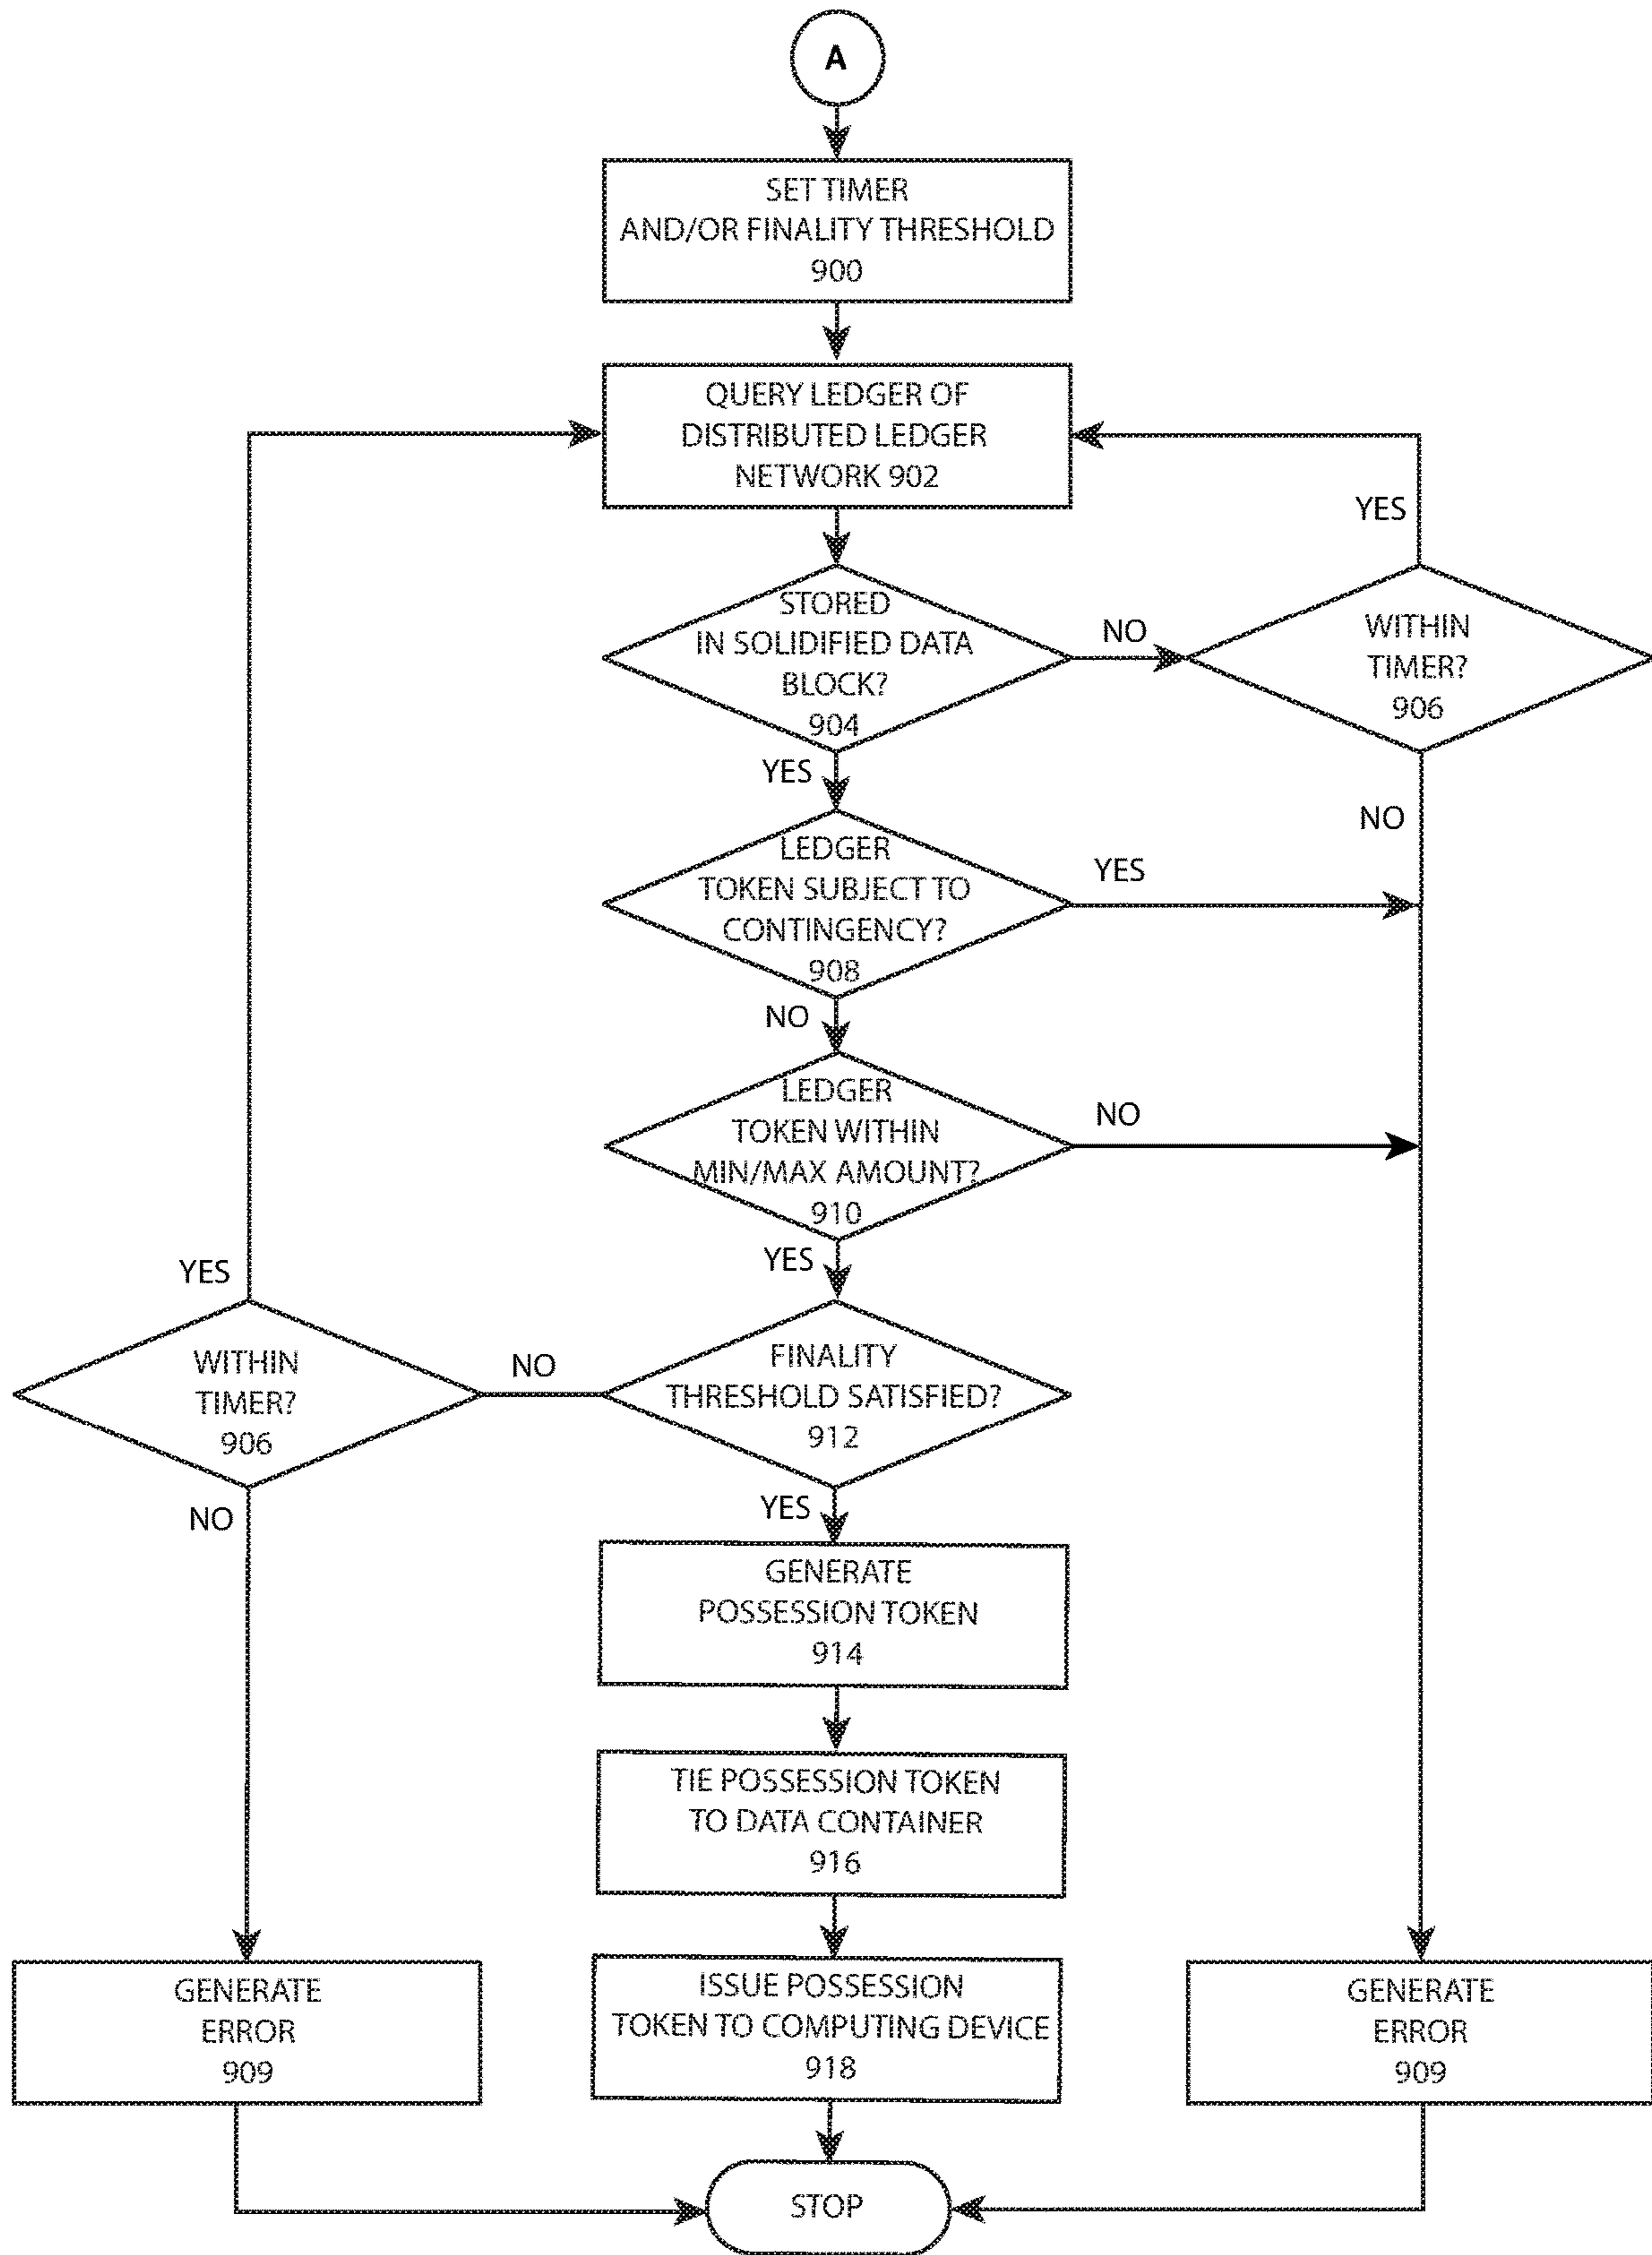 A
SET TIMER
AND/OR FINALITY THRESHOLD
900
QUERY LEDGER OF
DISTRIBUTED LEDGER
NETWORK 902
YES
STORED
IN SOLIDIFIED DATA
BLOCK?
904
NO
WITHIN
TIMER?
906
YES
NO
LEDGER
TOKEN SUBJECT TO
CONTINGENCY?
908
YES
NO
LEDGER
TOKEN WITHIN
MIN/MAX AMOUNT?
910
NO
YES
YES
WITHIN
TIMER?
906
NO
FINALITY
THRESHOLD SATISFIED?
912
NO
YES
GENERATE
POSSESSION TOKEN
914
TIE POSSESSION TOKEN
TO DATA CONTAINER
916
GENERATE
ERROR
909
ISSUE POSSESSION
TOKEN TO COMPUTING DEVICE
918
GENERATE
ERROR
909
STOP